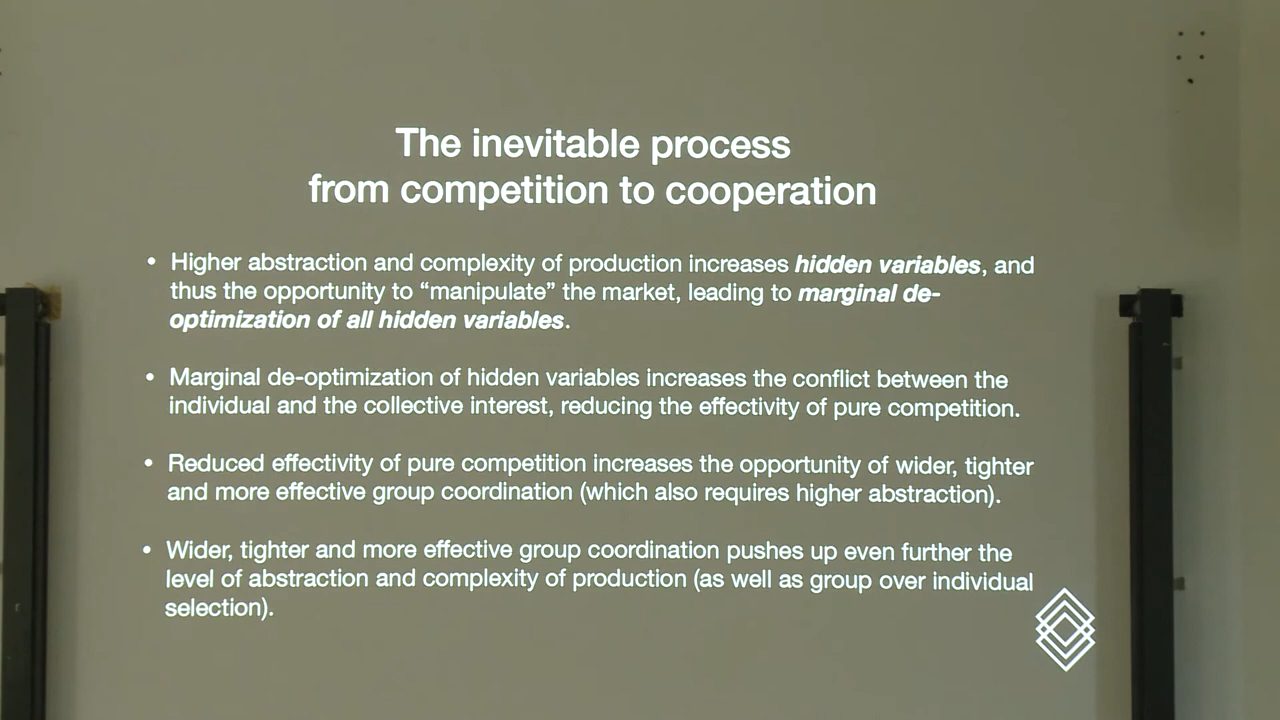 The inevitable process
from competition to cooperation
• Higher abstraction and complexity of production increases hidden variables, and
thus the opportunity to “manipulate” the market, leading to marginal de-
optimization of all hidden variables.
• Marginal de-optimization of hidden variables increases the conflict between the
individual and the collective interest, reducing the effectivity of pure competition.
• Reduced effectivity of pure competition increases the opportunity of wider, tighter
and more effective group coordination (which also requires higher abstraction).
• Wider, tighter and more effective group coordination pushes up even further the
level of abstraction and complexity of production (as well as group over individual
selection).